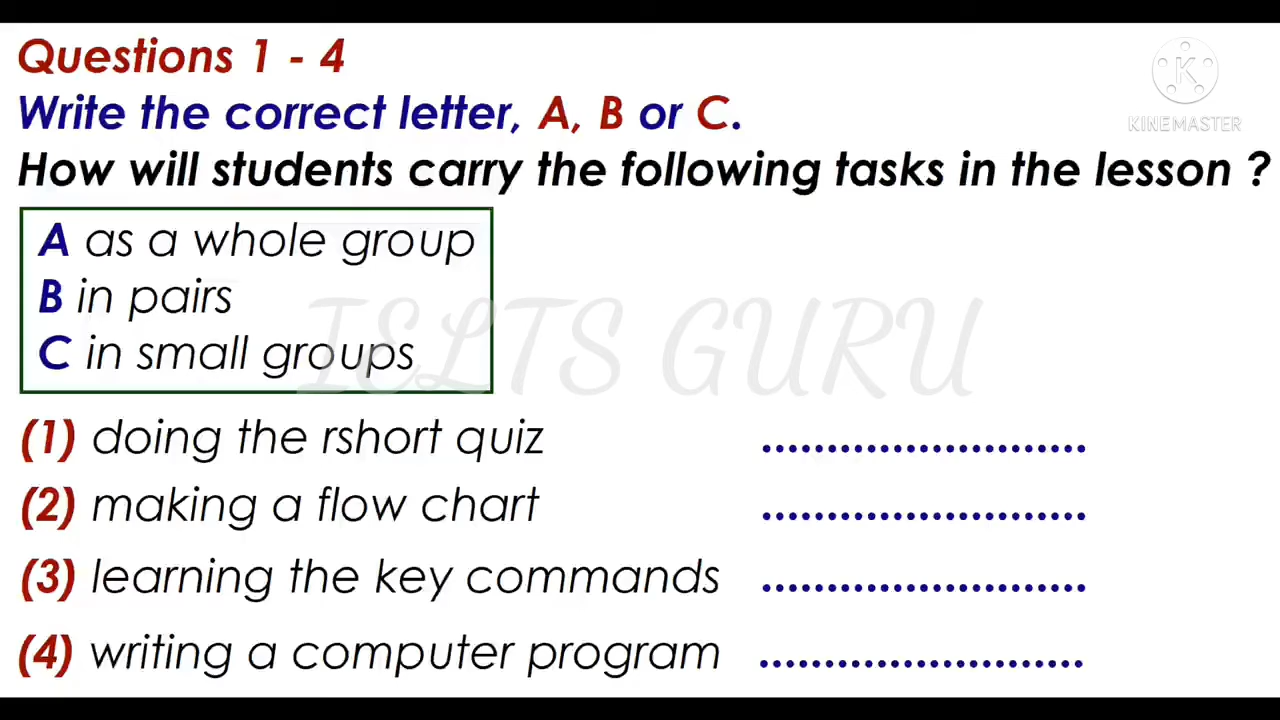 Questions 1 - 4
KINEMASTER
Write the correct letter, A, B or C.
How will students carry the following tasks in the lesson ?
A as a whole group
B in pairs
C in small groups
IELTS GURU
(1) doing the rshort quiz ........................
(2) making a flow chart ........................
(3) learning the key commands ........................
(4) writing a computer program ........................